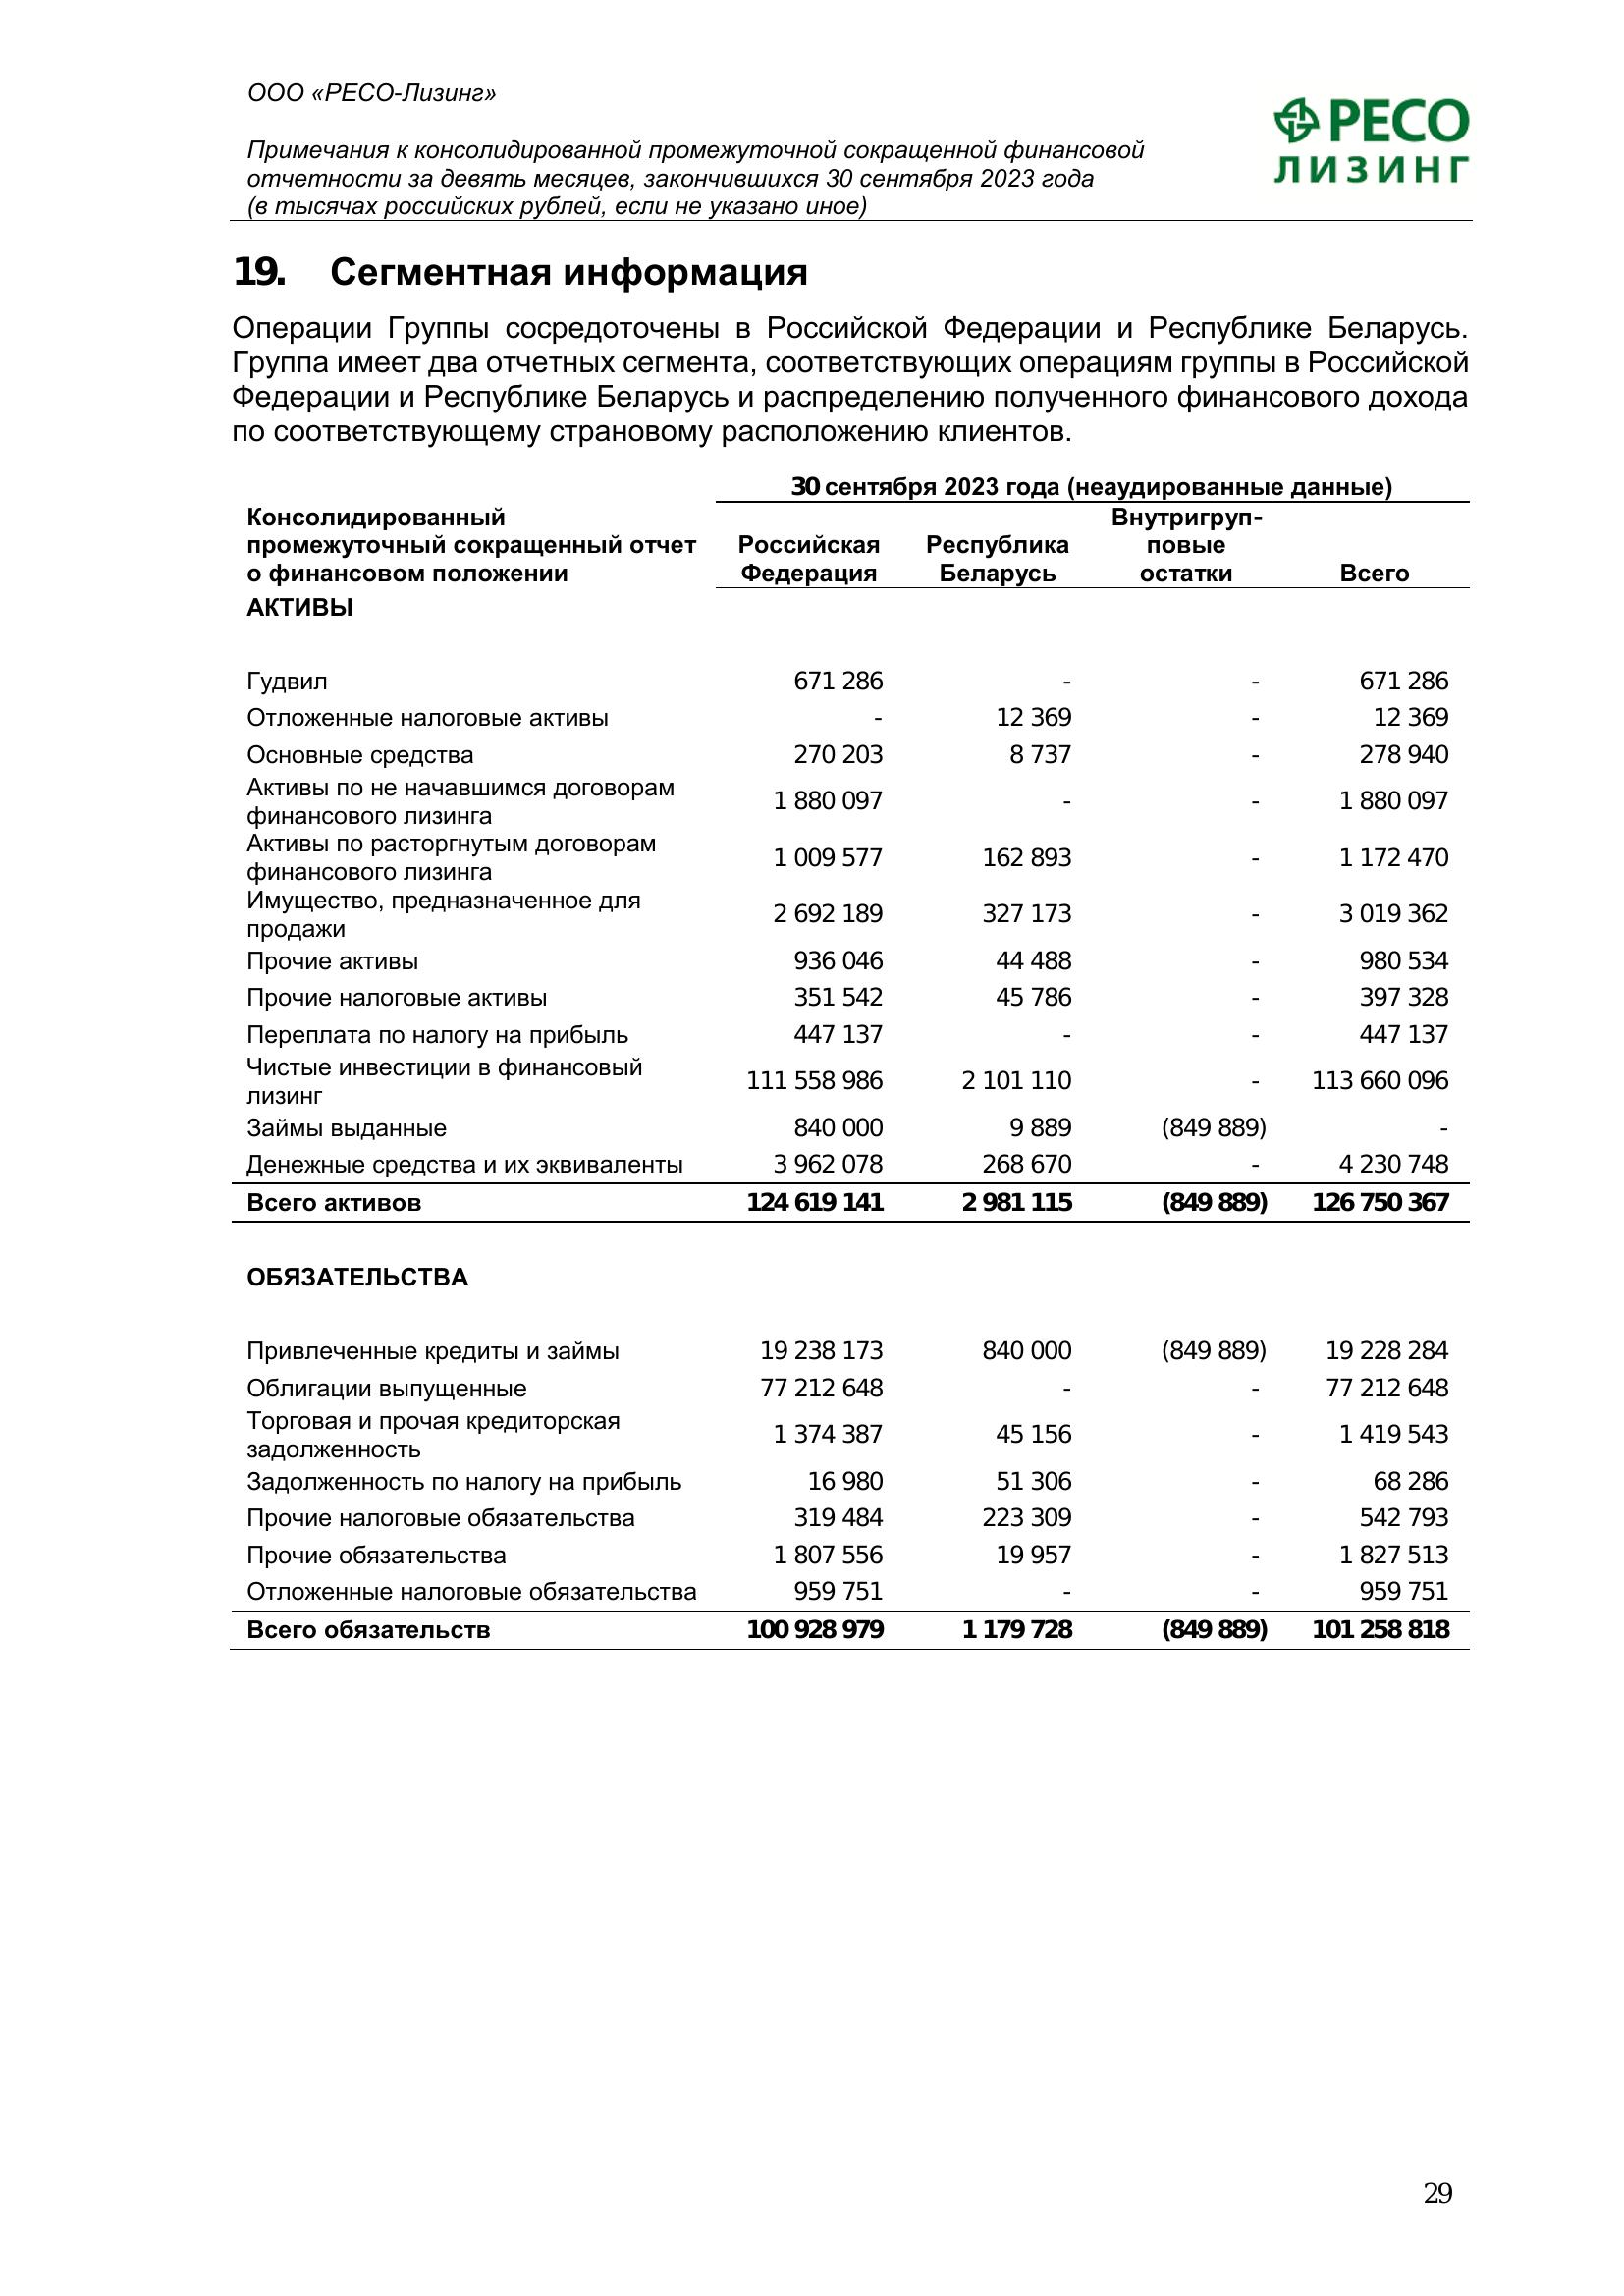 ООО «РЕСО-Лизинг»
РЕСО
ЛИЗИНГ
Примечания к консолидированной промежуточной сокращенной финансовой
отчетности за девять месяцев, закончившихся 30 сентября 2023 года
(в тысячах российских рублей, если не указано иное)
19. Сегментная информация
Операции Группы сосредоточены в Российской Федерации и Республике Беларусь.
Группа имеет два отчетных сегмента, соответствующих операциям группы в Российской
Федерации и Республике Беларусь и распределению полученного финансового дохода
по соответствующему страновому расположению клиентов.
30 сентября 2023 года (неаудированные данные)
Консолидированный Внутригруп-
промежуточный сокращенный отчет Российская Республика повые
о финансовом положении Федерация Беларусь остатки Всего
АКТИВЫ
Гудвил 671 286 - - 671 286
Отложенные налоговые активы - 12 369 - 12 369
Основные средства 270 203 8 737 - 278 940
Активы по не начавшимся договорам
финансового лизинга 1 880 097 - - 1 880 097
Активы по расторгнутым договорам
финансового лизинга 1 009 577 162 893 - 1 172 470
Имущество, предназначенное для
продажи 2 692 189 327 173 - 3 019 362
Прочие активы 936 046 44 488 - 980 534
Прочие налоговые активы 351 542 45 786 - 397 328
Переплата по налогу на прибыль 447 137 - - 447 137
Чистые инвестиции в финансовый
лизинг 111 558 986 2 101 110 - 113 660 096
Займы выданные 840 000 9 889 (849 889) -
Денежные средства и их эквиваленты 3 962 078 268 670 - 4 230 748
Всего активов 124 619 141 2 981 115 (849 889) 126 750 367
ОБЯЗАТЕЛЬСТВА
Привлеченные кредиты и займы 19 238 173 840 000 (849 889) 19 228 284
Облигации выпущенные 77 212 648 - - 77 212 648
Торговая и прочая кредиторская
задолженность 1 374 387 45 156 - 1 419 543
Задолженность по налогу на прибыль 16 980 51 306 - 68 286
Прочие налоговые обязательства 319 484 223 309 - 542 793
Прочие обязательства 1 807 556 19 957 - 1 827 513
Отложенные налоговые обязательства 959 751 - - 959 751
Всего обязательств 100 928 979 1 179 728 (849 889) 101 258 818
29